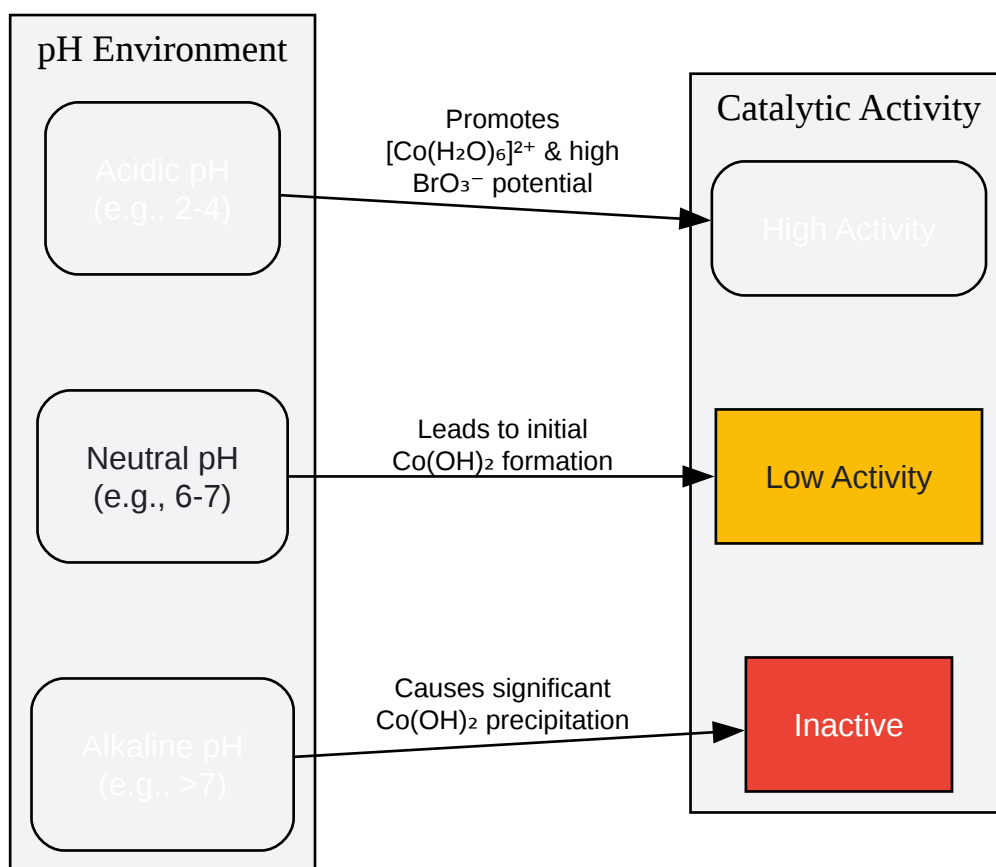 pH Environment
Acidic pH
(e.g., 2-4)
Neutral pH
(e.g., 6-7)
Alkaline pH
(e.g., >7)
Promotes
[Co(H₂O)₆]²⁺ & high
BrO₃⁻ potential
Leads to initial
Co(OH)₂ formation
Causes significant
Co(OH)₂ precipitation
Catalytic Activity
High Activity
Low Activity
Inactive